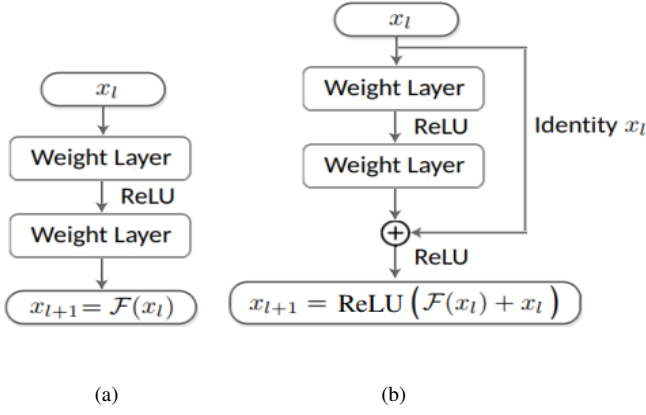 x_l
Weight Layer
ReLU
Weight Layer
x_{l+1} = F(x_l)
(a)
x_l
Weight Layer
ReLU
Identity x_l
Weight Layer
+
ReLU
x_{l+1} = ReLU(F(x_l) + x_l)
(b)